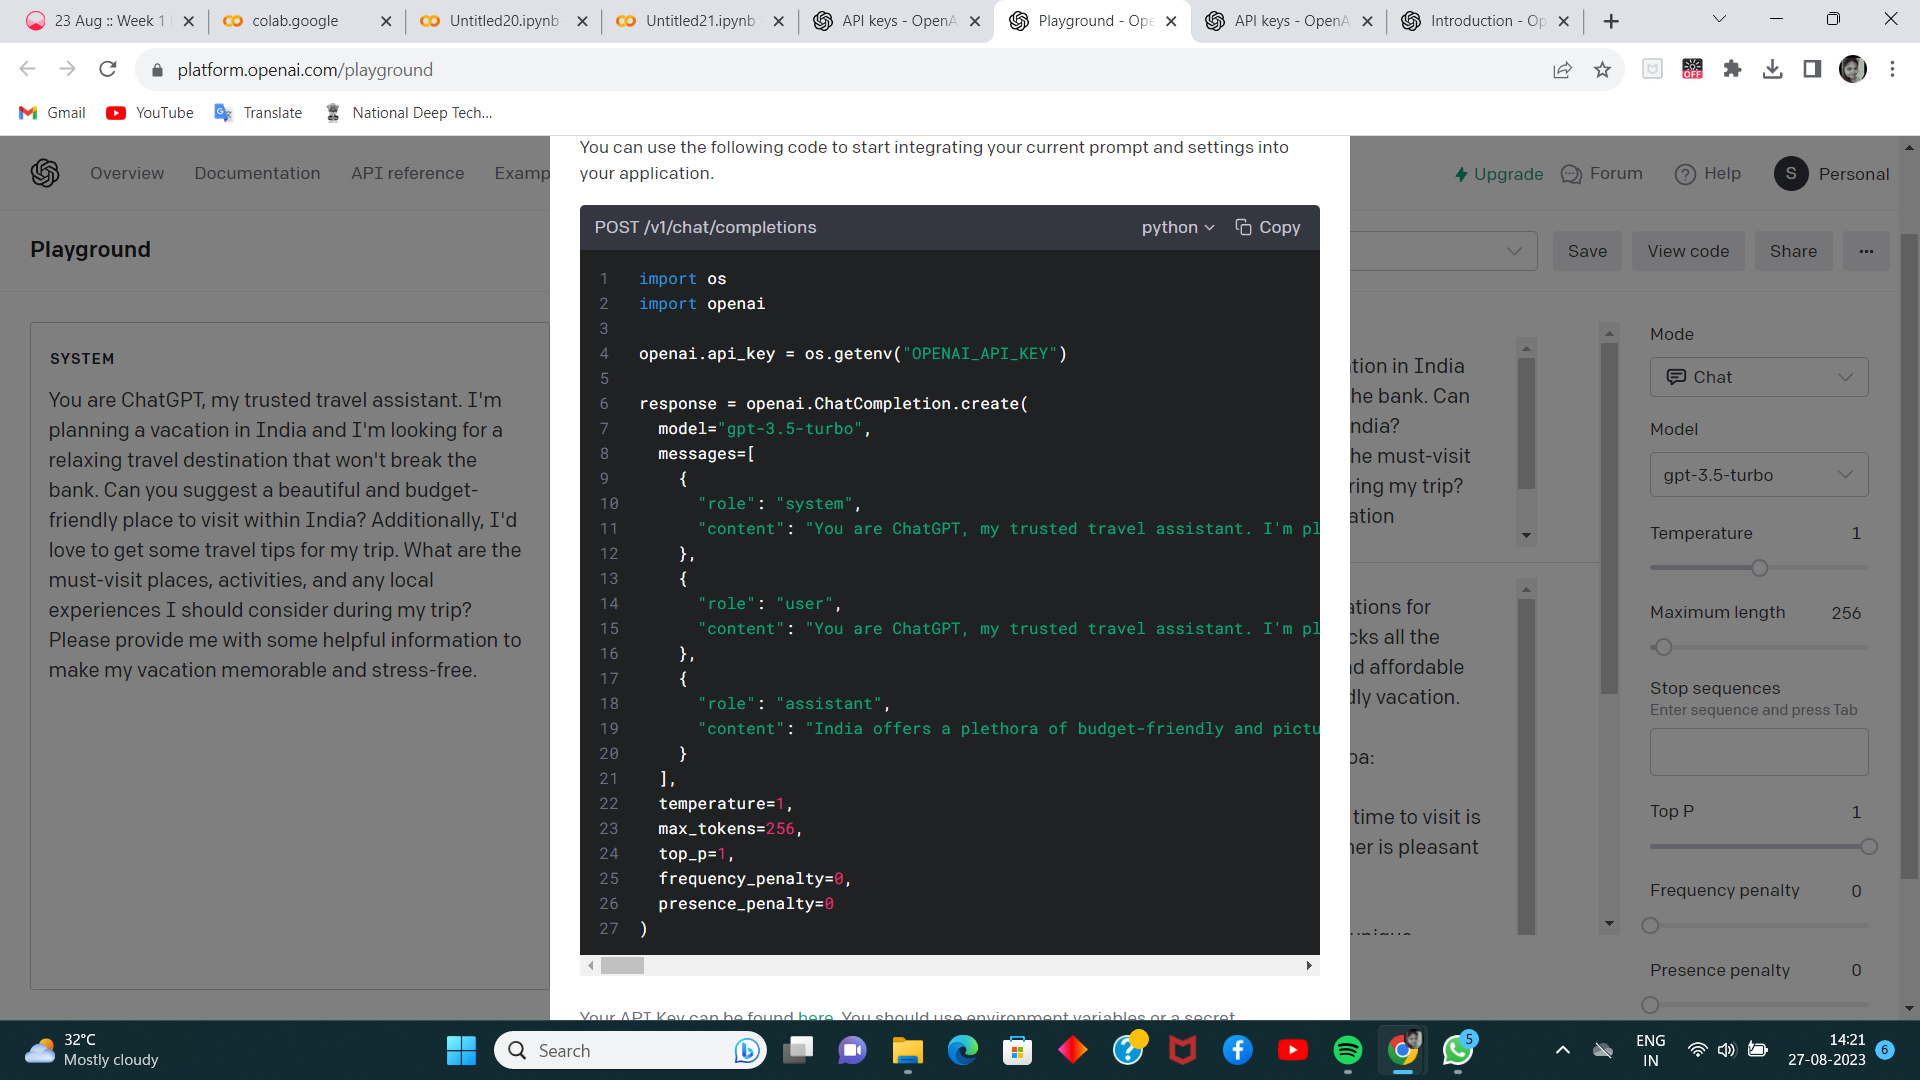 23 Aug :: Week 1
colab.google
Untitled20.ipynb
Untitled21.ipynb
API keys - OpenA
Playground - Ope
API keys - OpenA
Introduction - Op
platform.openai.com/playground
OFF
Gmail
YouTube
Translate
National Deep Tech...
You can use the following code to start integrating your current prompt and settings into
your application.
Overview
Documentation
API reference
Examp
Upgrade
Forum
Help
S
Personal
Playground
Save
View code
Share
...
POST /v1/chat/completions
python
Copy
1 import os
2 import openai
3
4 openai.api_key = os.getenv("OPENAI_API_KEY")
5
6 response = openai.ChatCompletion.create(
7 model="gpt-3.5-turbo",
8 messages=[
9 {
10 "role": "system",
11 "content": "You are ChatGPT, my trusted travel assistant. I'm pl
12 },
13 {
14 "role": "user",
15 "content": "You are ChatGPT, my trusted travel assistant. I'm pl
16 },
17 {
18 "role": "assistant",
19 "content": "India offers a plethora of budget-friendly and pictu
20 }
21 ],
22 temperature=1,
23 max_tokens=256,
24 top_p=1,
25 frequency_penalty=0,
26 presence_penalty=0
27 )
Your API Key can be found here. You should use environment variables or a secret
SYSTEM
You are ChatGPT, my trusted travel assistant. I'm
planning a vacation in India and I'm looking for a
relaxing travel destination that won't break the
bank. Can you suggest a beautiful and budget-
friendly place to visit within India? Additionally, I'd
love to get some travel tips for my trip. What are the
must-visit places, activities, and any local
experiences I should consider during my trip?
Please provide me with some helpful information to
make my vacation memorable and stress-free.
tion in India
he bank. Can
ndia?
he must-visit
ring my trip?
ation
ations for
cks all the
nd affordable
dly vacation.
oa:
time to visit is
her is pleasant
Mode
Chat
Model
gpt-3.5-turbo
Temperature 1
Maximum length 256
Stop sequences
Enter sequence and press Tab
Top P 1
Frequency penalty 0
Presence penalty 0
32°C
Mostly cloudy
Search
5
ENG
IN
14:21
27-08-2023
6